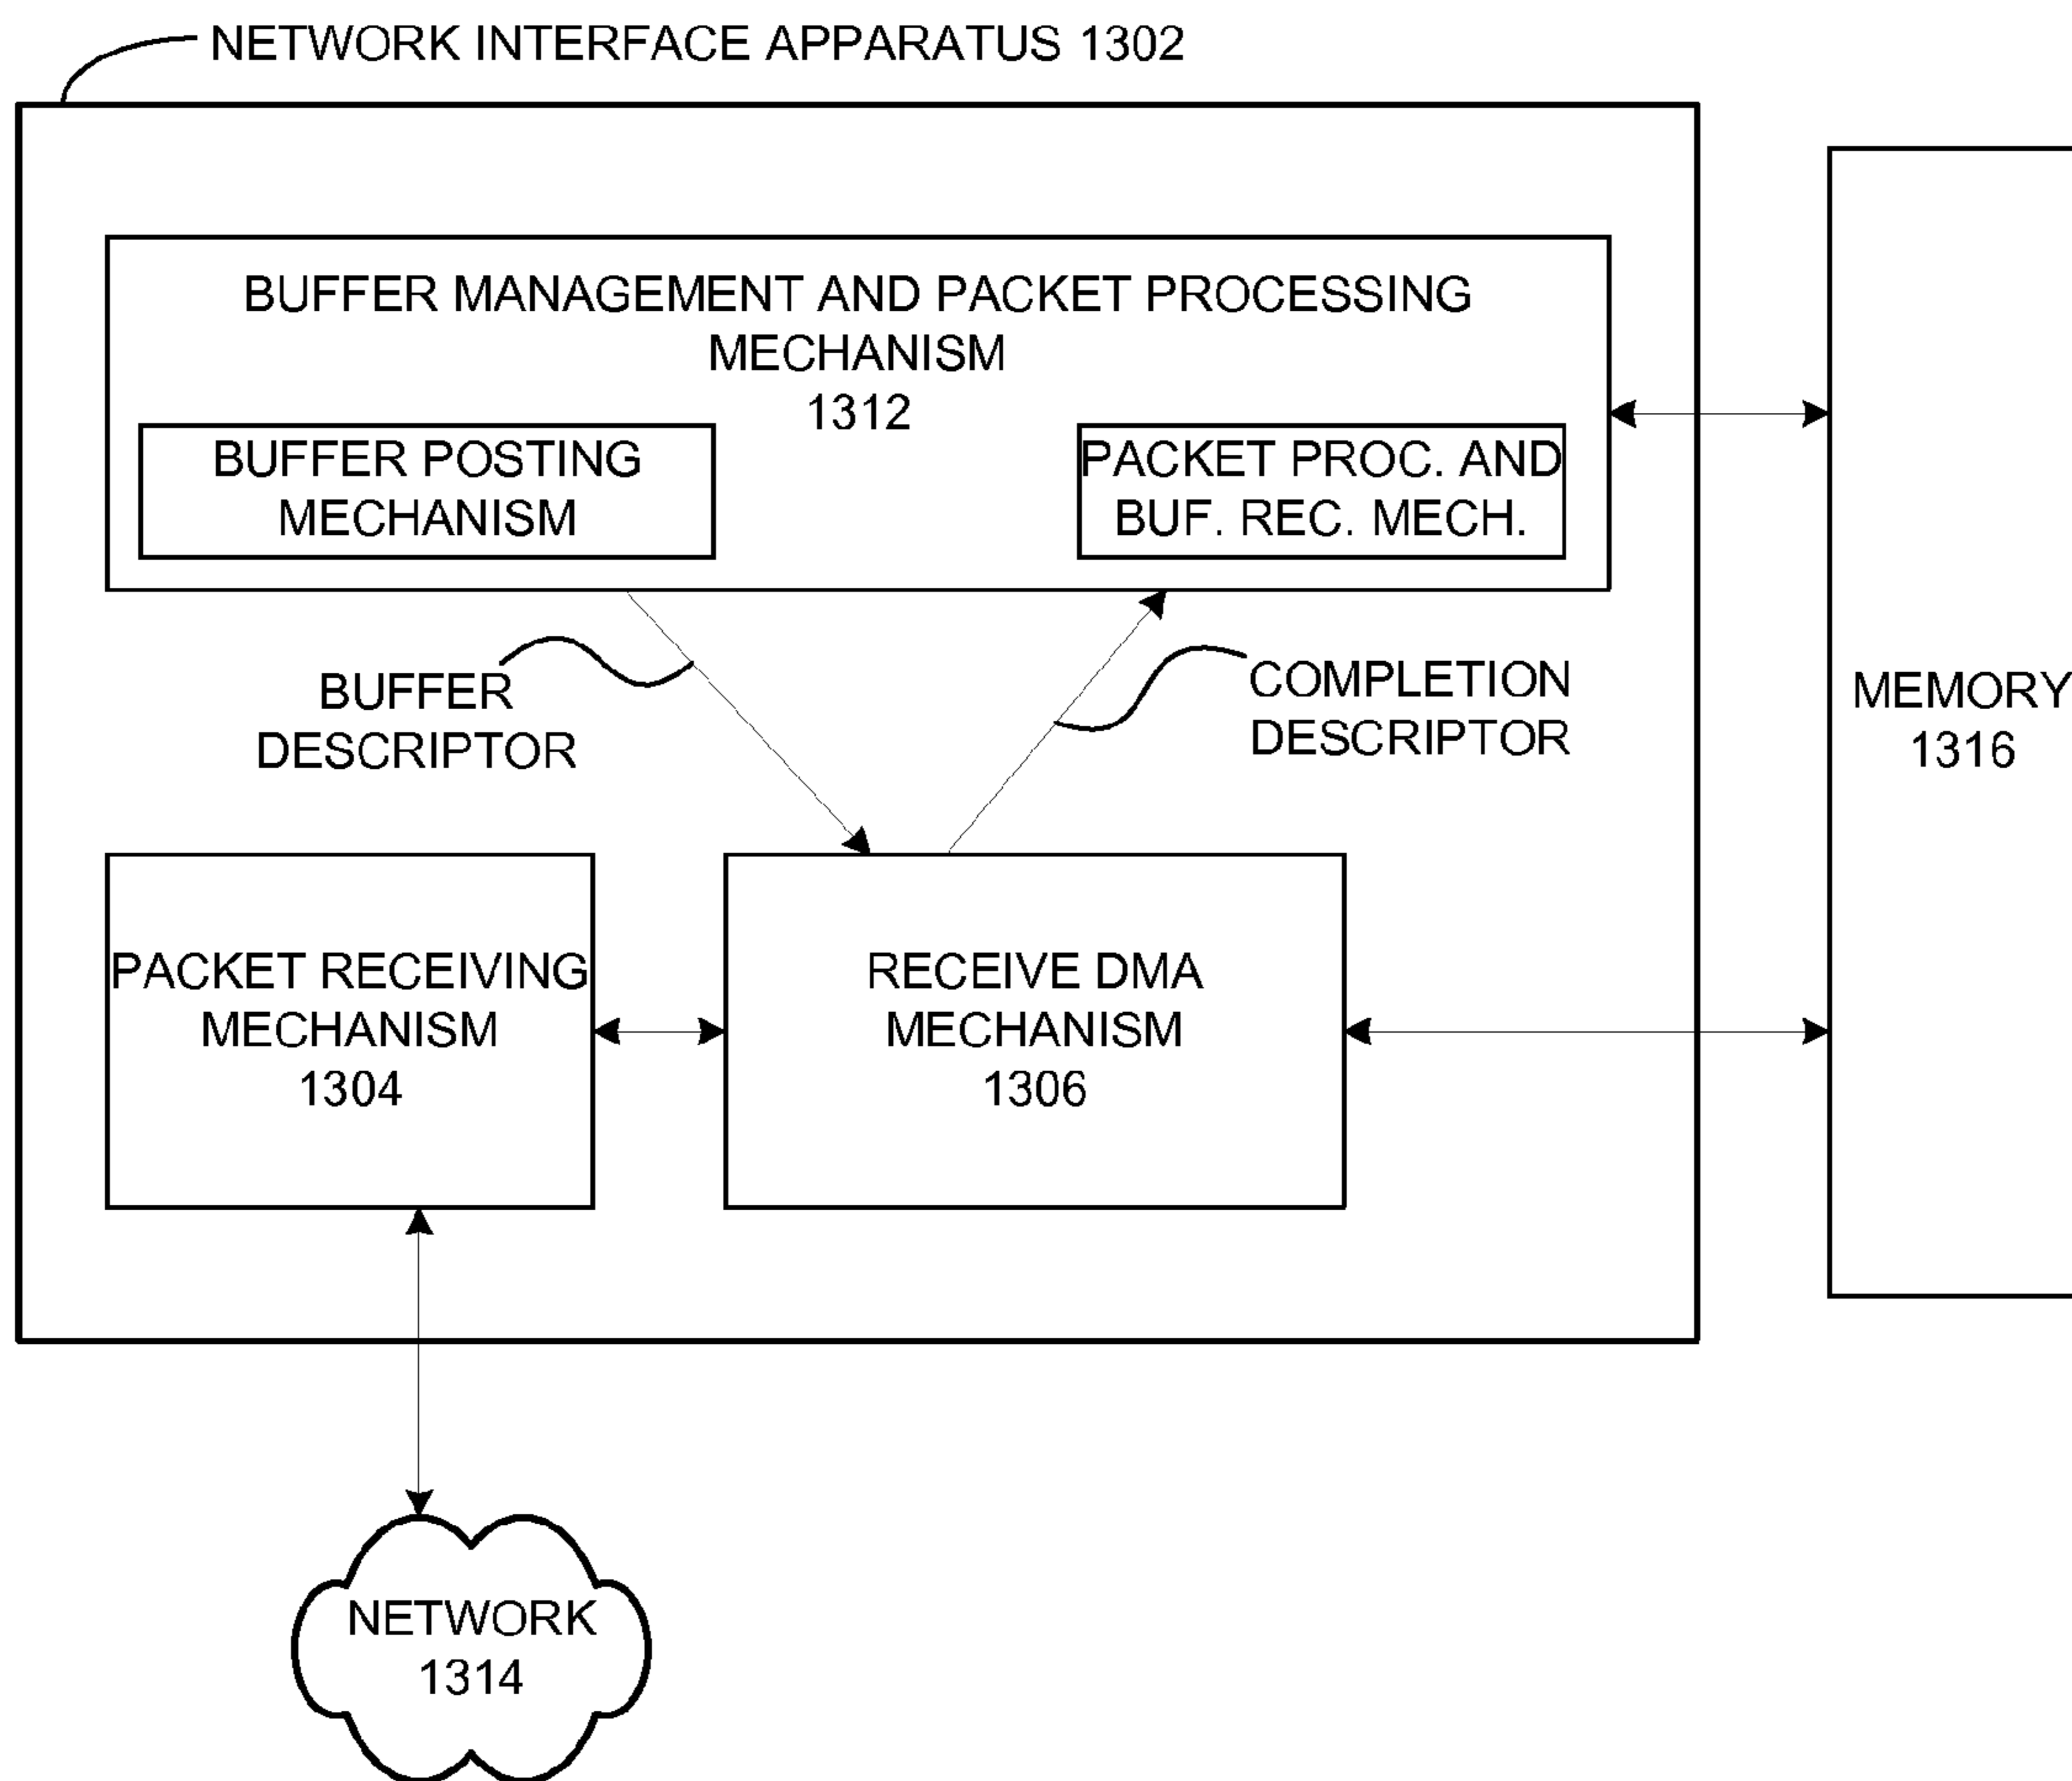 NETWORK INTERFACE APPARATUS 1302
BUFFER MANAGEMENT AND PACKET PROCESSING
MECHANISM
1312
BUFFER POSTING
MECHANISM
PACKET PROC. AND
BUF. REC. MECH.
BUFFER
DESCRIPTOR
COMPLETION
DESCRIPTOR
MEMORY
1316
PACKET RECEIVING
MECHANISM
1304
RECEIVE DMA
MECHANISM
1306
NETWORK
1314